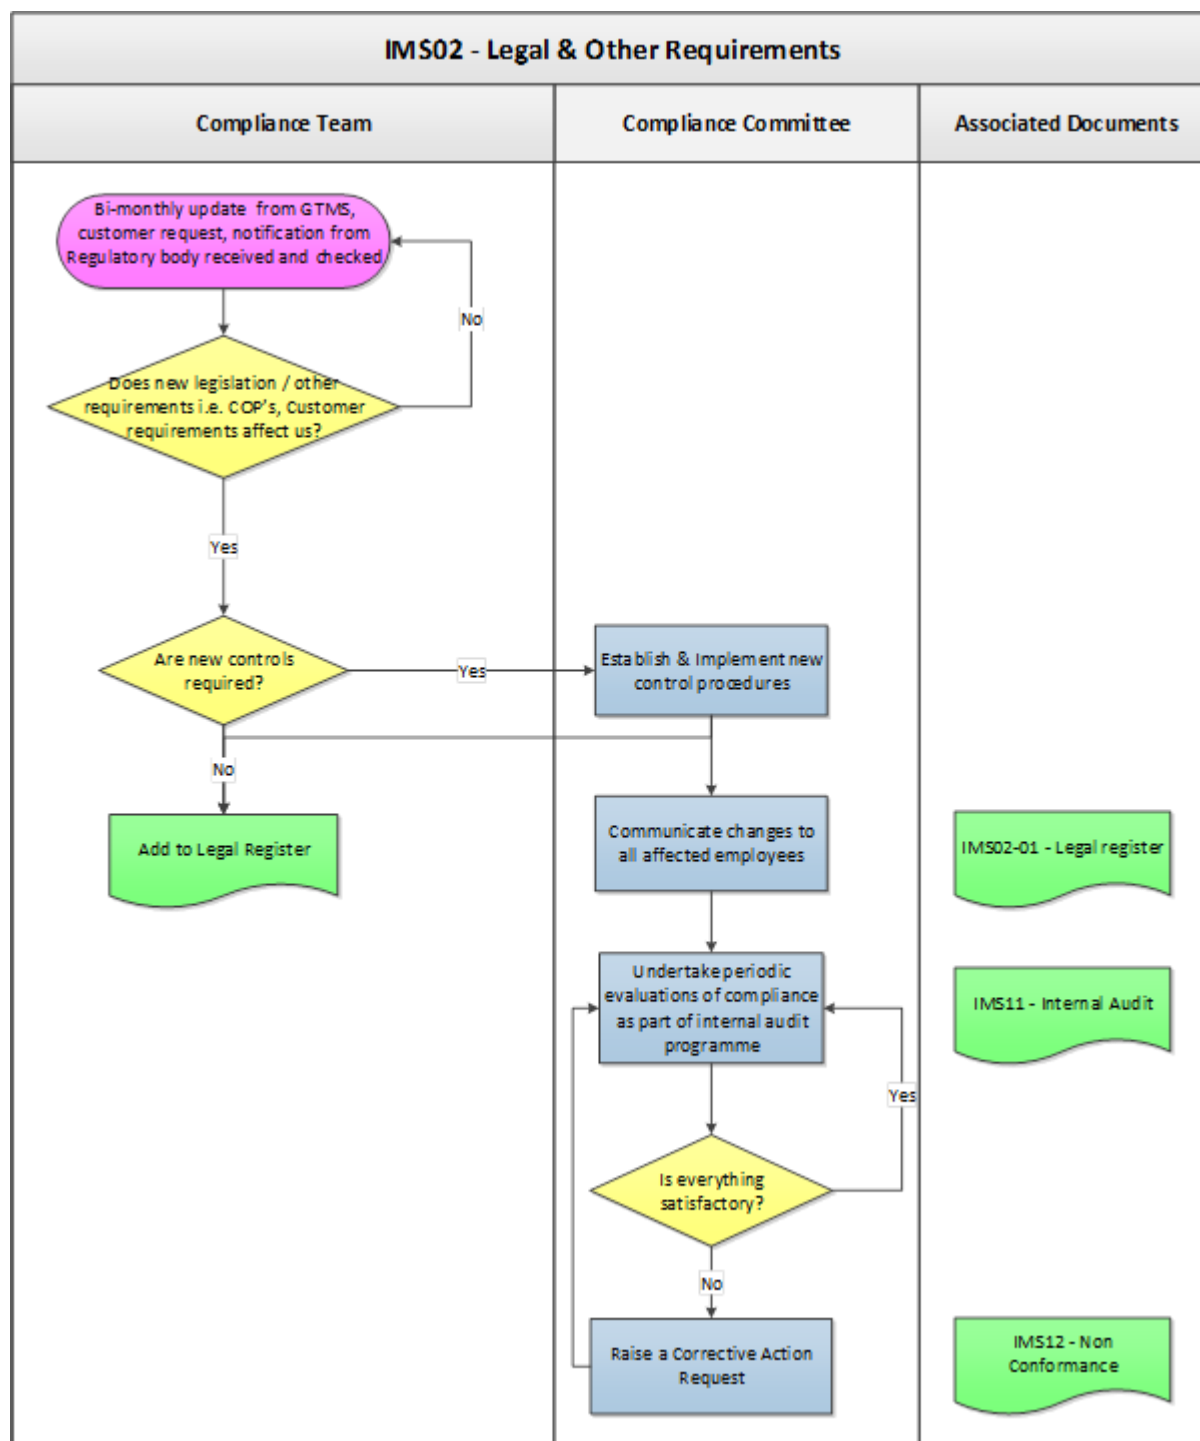 IMS02 - Legal & Other Requirements
Compliance Team
Compliance Committee
Associated Documents
Bi-monthly update from GTMS,
customer request, notification from
Regulatory body received and checked
No
Does new legislation / other
requirements i.e. COP's, Customer
requirements affect us?
Yes
Are new controls
required?
Yes
Establish & Implement new
control procedures
No
Add to Legal Register
Communicate changes to
all affected employees
IMS02-01 - Legal register
Undertake periodic
evaluations of compliance
as part of internal audit
programme
IMS11 - Internal Audit
Yes
Is everything
satisfactory?
No
Raise a Corrective Action
Request
IMS12 - Non
Conformance